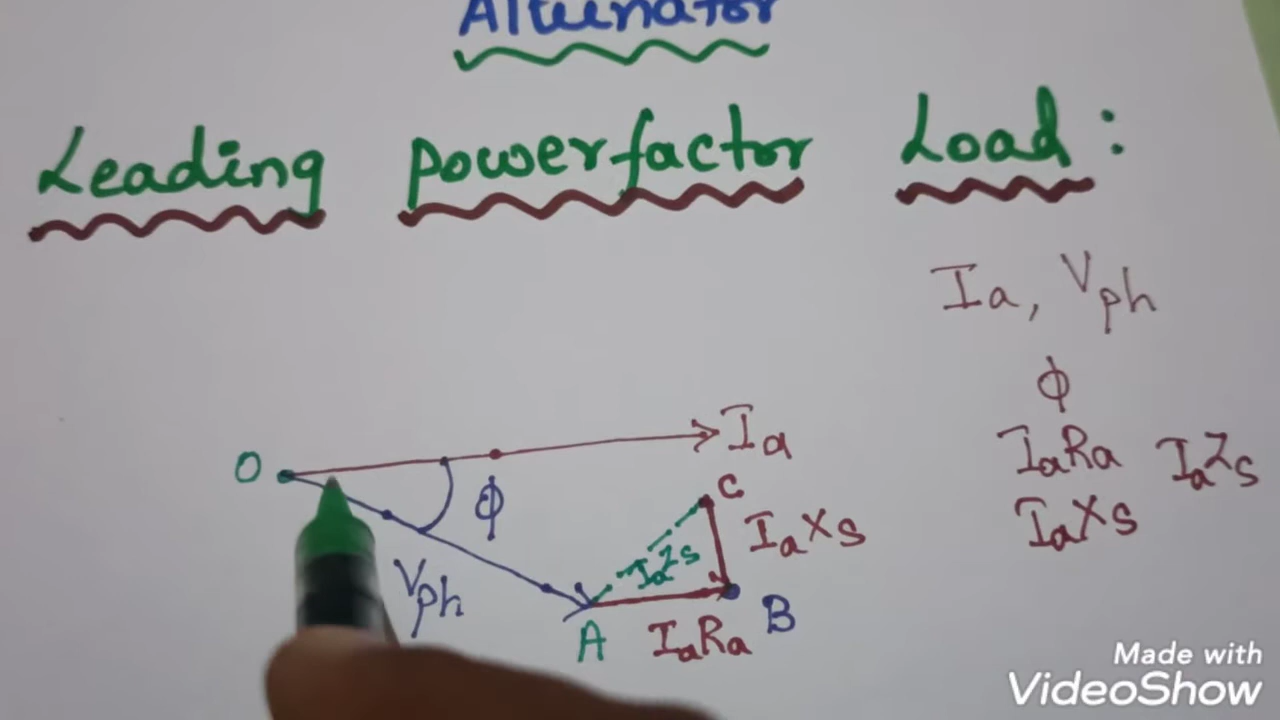 Alternator
Leading powerfactor Load :
Ia, Vph
ϕ
IaRa IaZs
IaXs
O
Ia
ϕ
C
IaXs
IaZs
Vph
B
A
IaRa
Made with
VideoShow